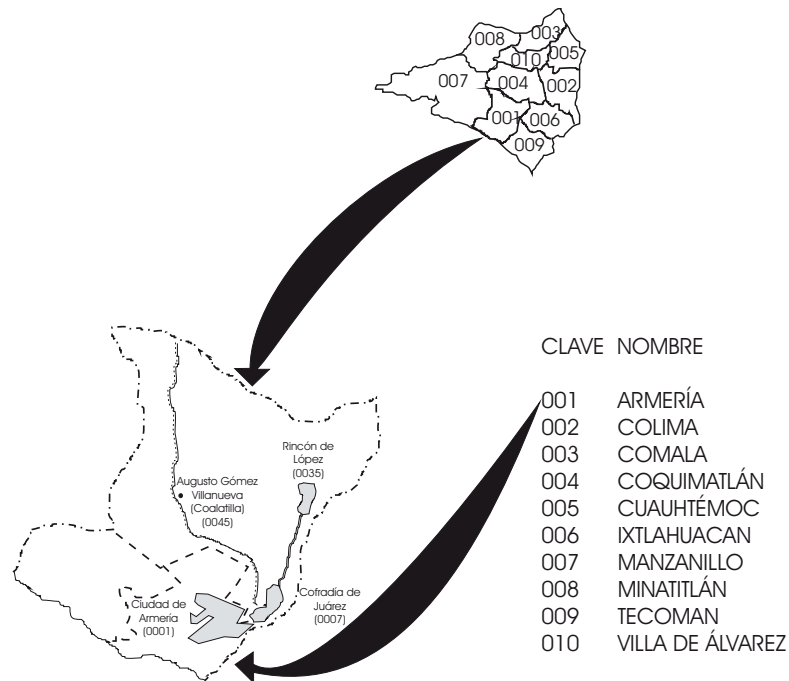 003
008
005
010
007
004
002
001
006
009
CLAVE NOMBRE
001 ARMERÍA
002 COLIMA
003 COMALA
004 COQUIMATLÁN
005 CUAUHTÉMOC
006 IXTLAHUACAN
007 MANZANILLO
008 MINATITLÁN
009 TECOMAN
010 VILLA DE ÁLVAREZ
Rincón de
López
(0035)
Augusto Gómez
Villanueva
(Coalatilla)
(0045)
Cofradía de
Juárez
(0007)
Ciudad de
Armería
(0001)